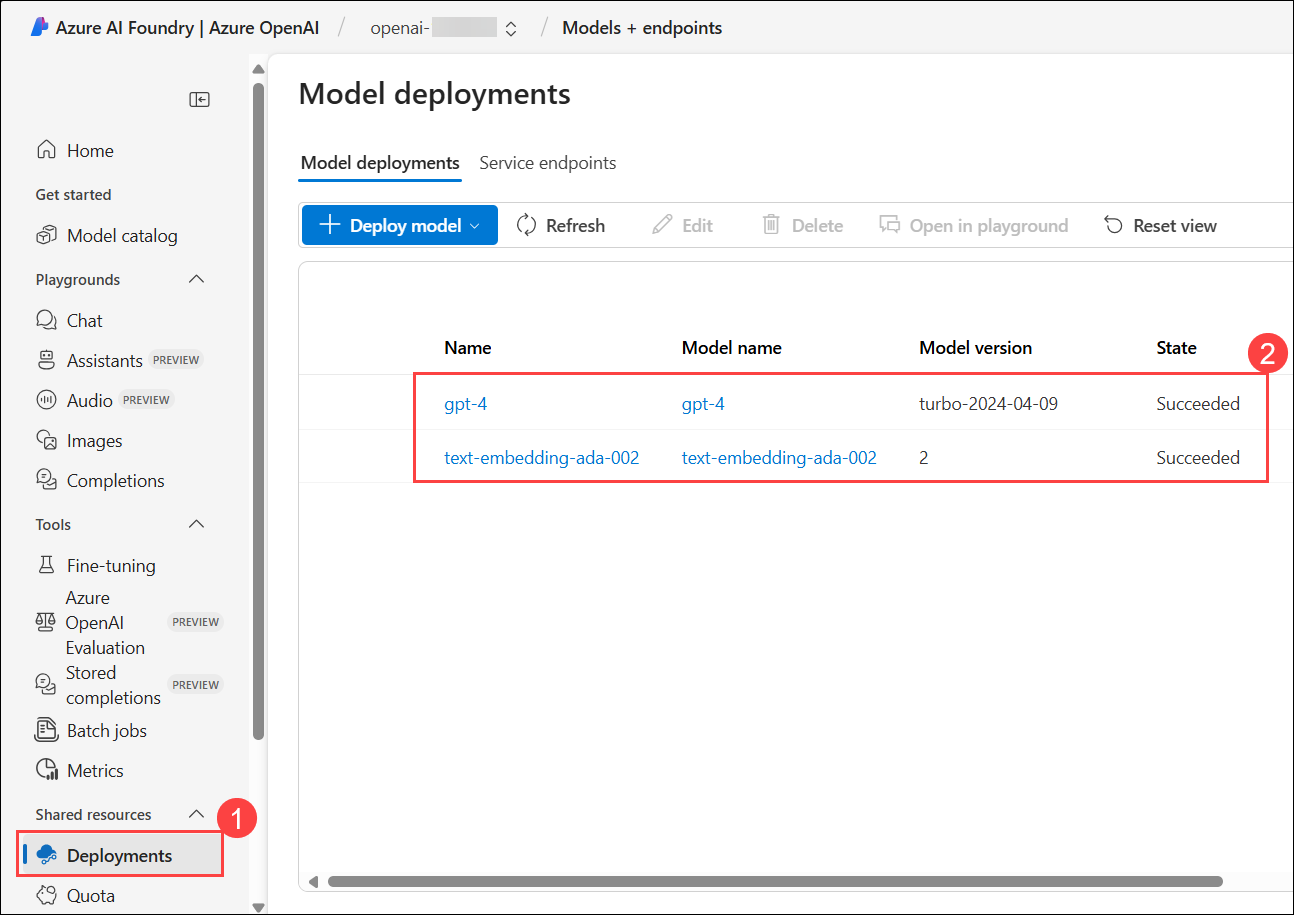 Azure AI Foundry | Azure OpenAI / openai- / Models + endpoints
Home
Get started
Model catalog
Playgrounds
Chat
Assistants PREVIEW
Audio PREVIEW
Images
Completions
Tools
Fine-tuning
Azure
OpenAI PREVIEW
Evaluation
Stored
completions PREVIEW
Batch jobs
Metrics
Shared resources
1
Deployments
Quota
Model deployments
Model deployments Service endpoints
Deploy model Refresh Edit Delete Open in playground Reset view
Name Model name Model version State
2
gpt-4 gpt-4 turbo-2024-04-09 Succeeded
text-embedding-ada-002 text-embedding-ada-002 2 Succeeded